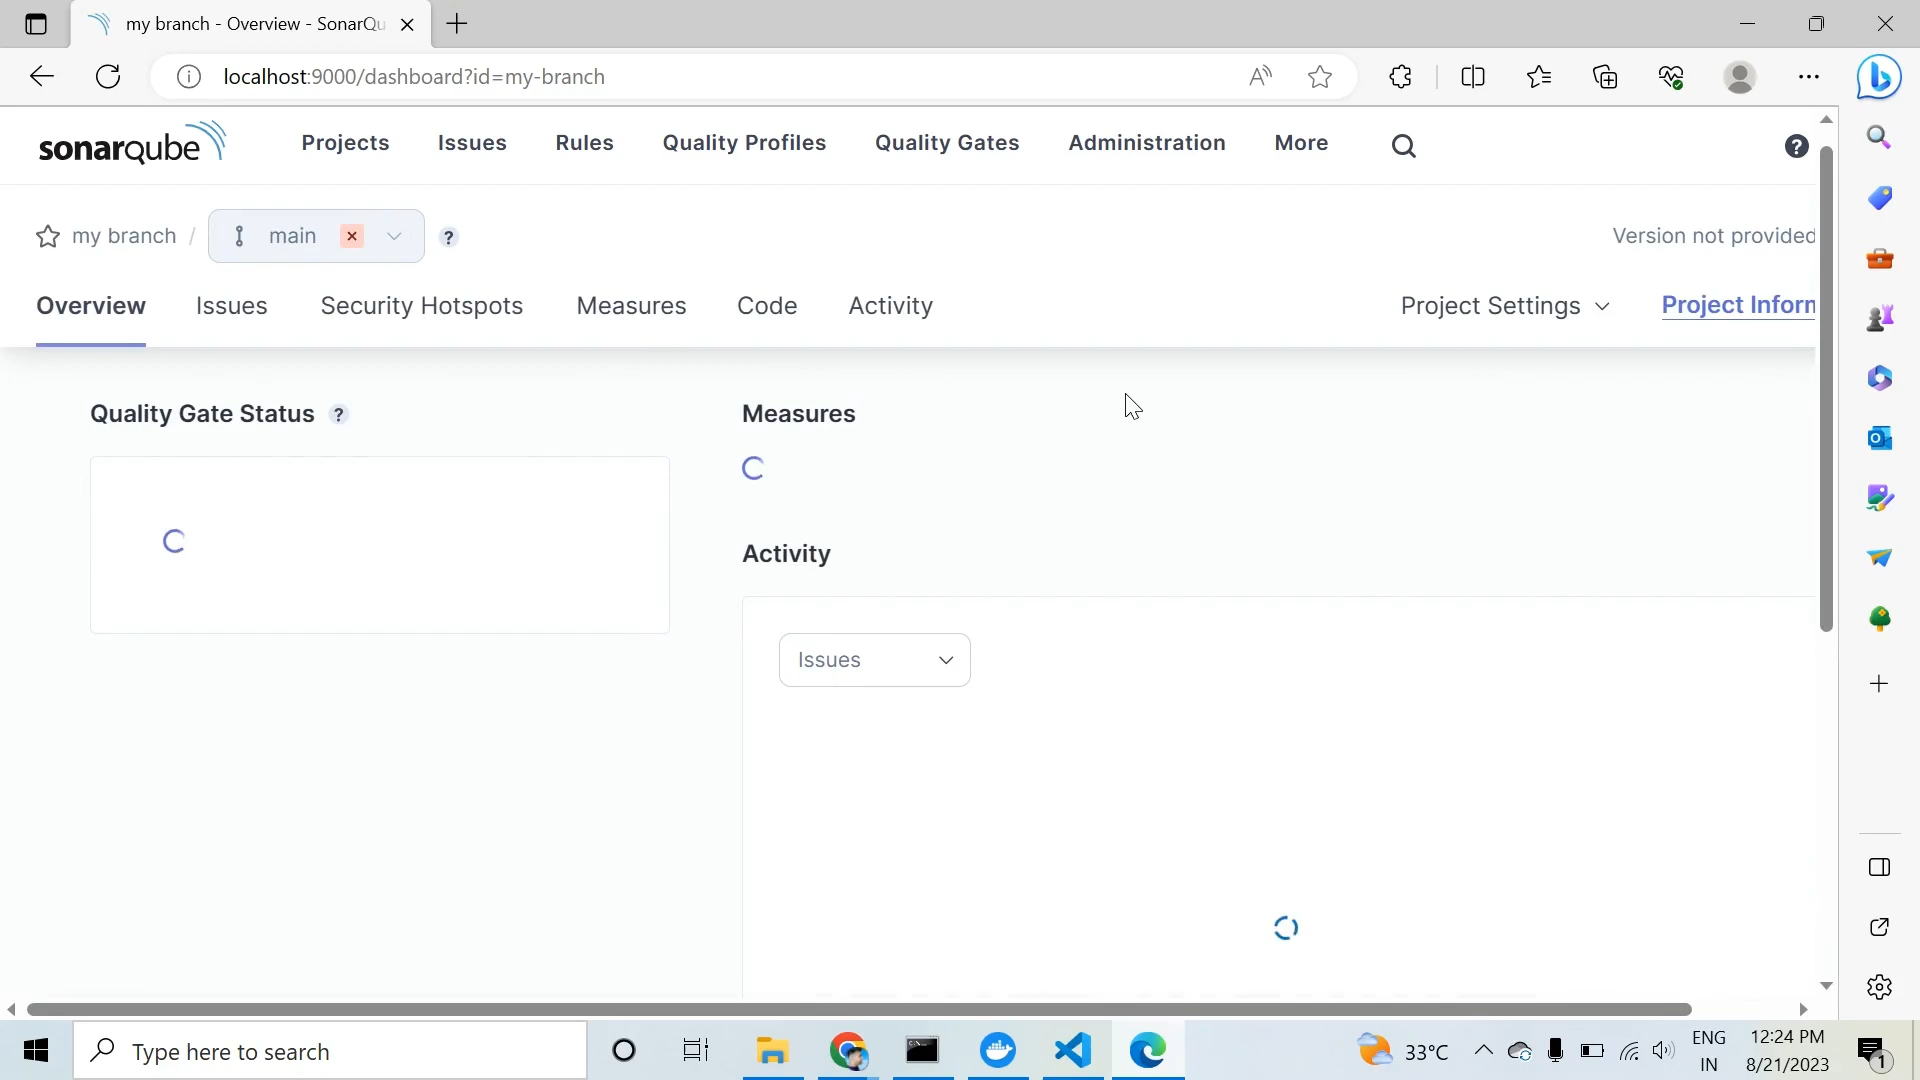 my branch - Overview - SonarQu
localhost:9000/dashboard?id=my-branch
sonarqube
Projects
Issues
Rules
Quality Profiles
Quality Gates
Administration
More
my branch / main
Version not provided
Overview
Issues
Security Hotspots
Measures
Code
Activity
Project Settings
Project Inform
Quality Gate Status ?
Measures
Activity
Issues
Type here to search
33°C
ENG
IN
12:24 PM
8/21/2023
1